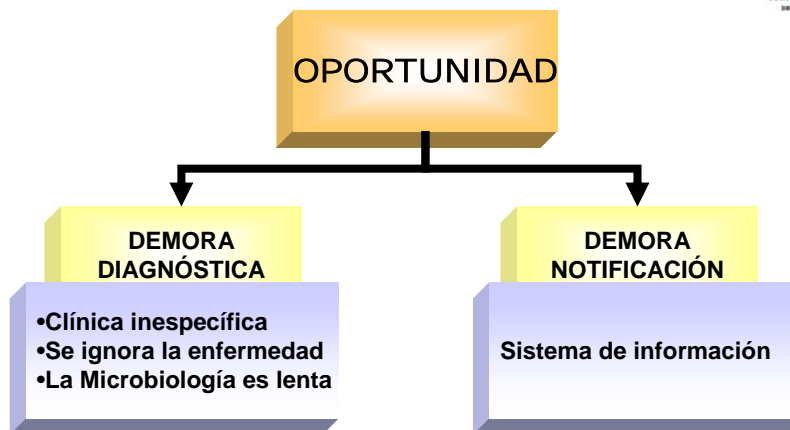 OPORTUNIDAD
DEMORA
DIAGNÓSTICA
•Clínica inespecífica
•Se ignora la enfermedad
•La Microbiología es lenta
DEMORA
NOTIFICACIÓN
Sistema de información